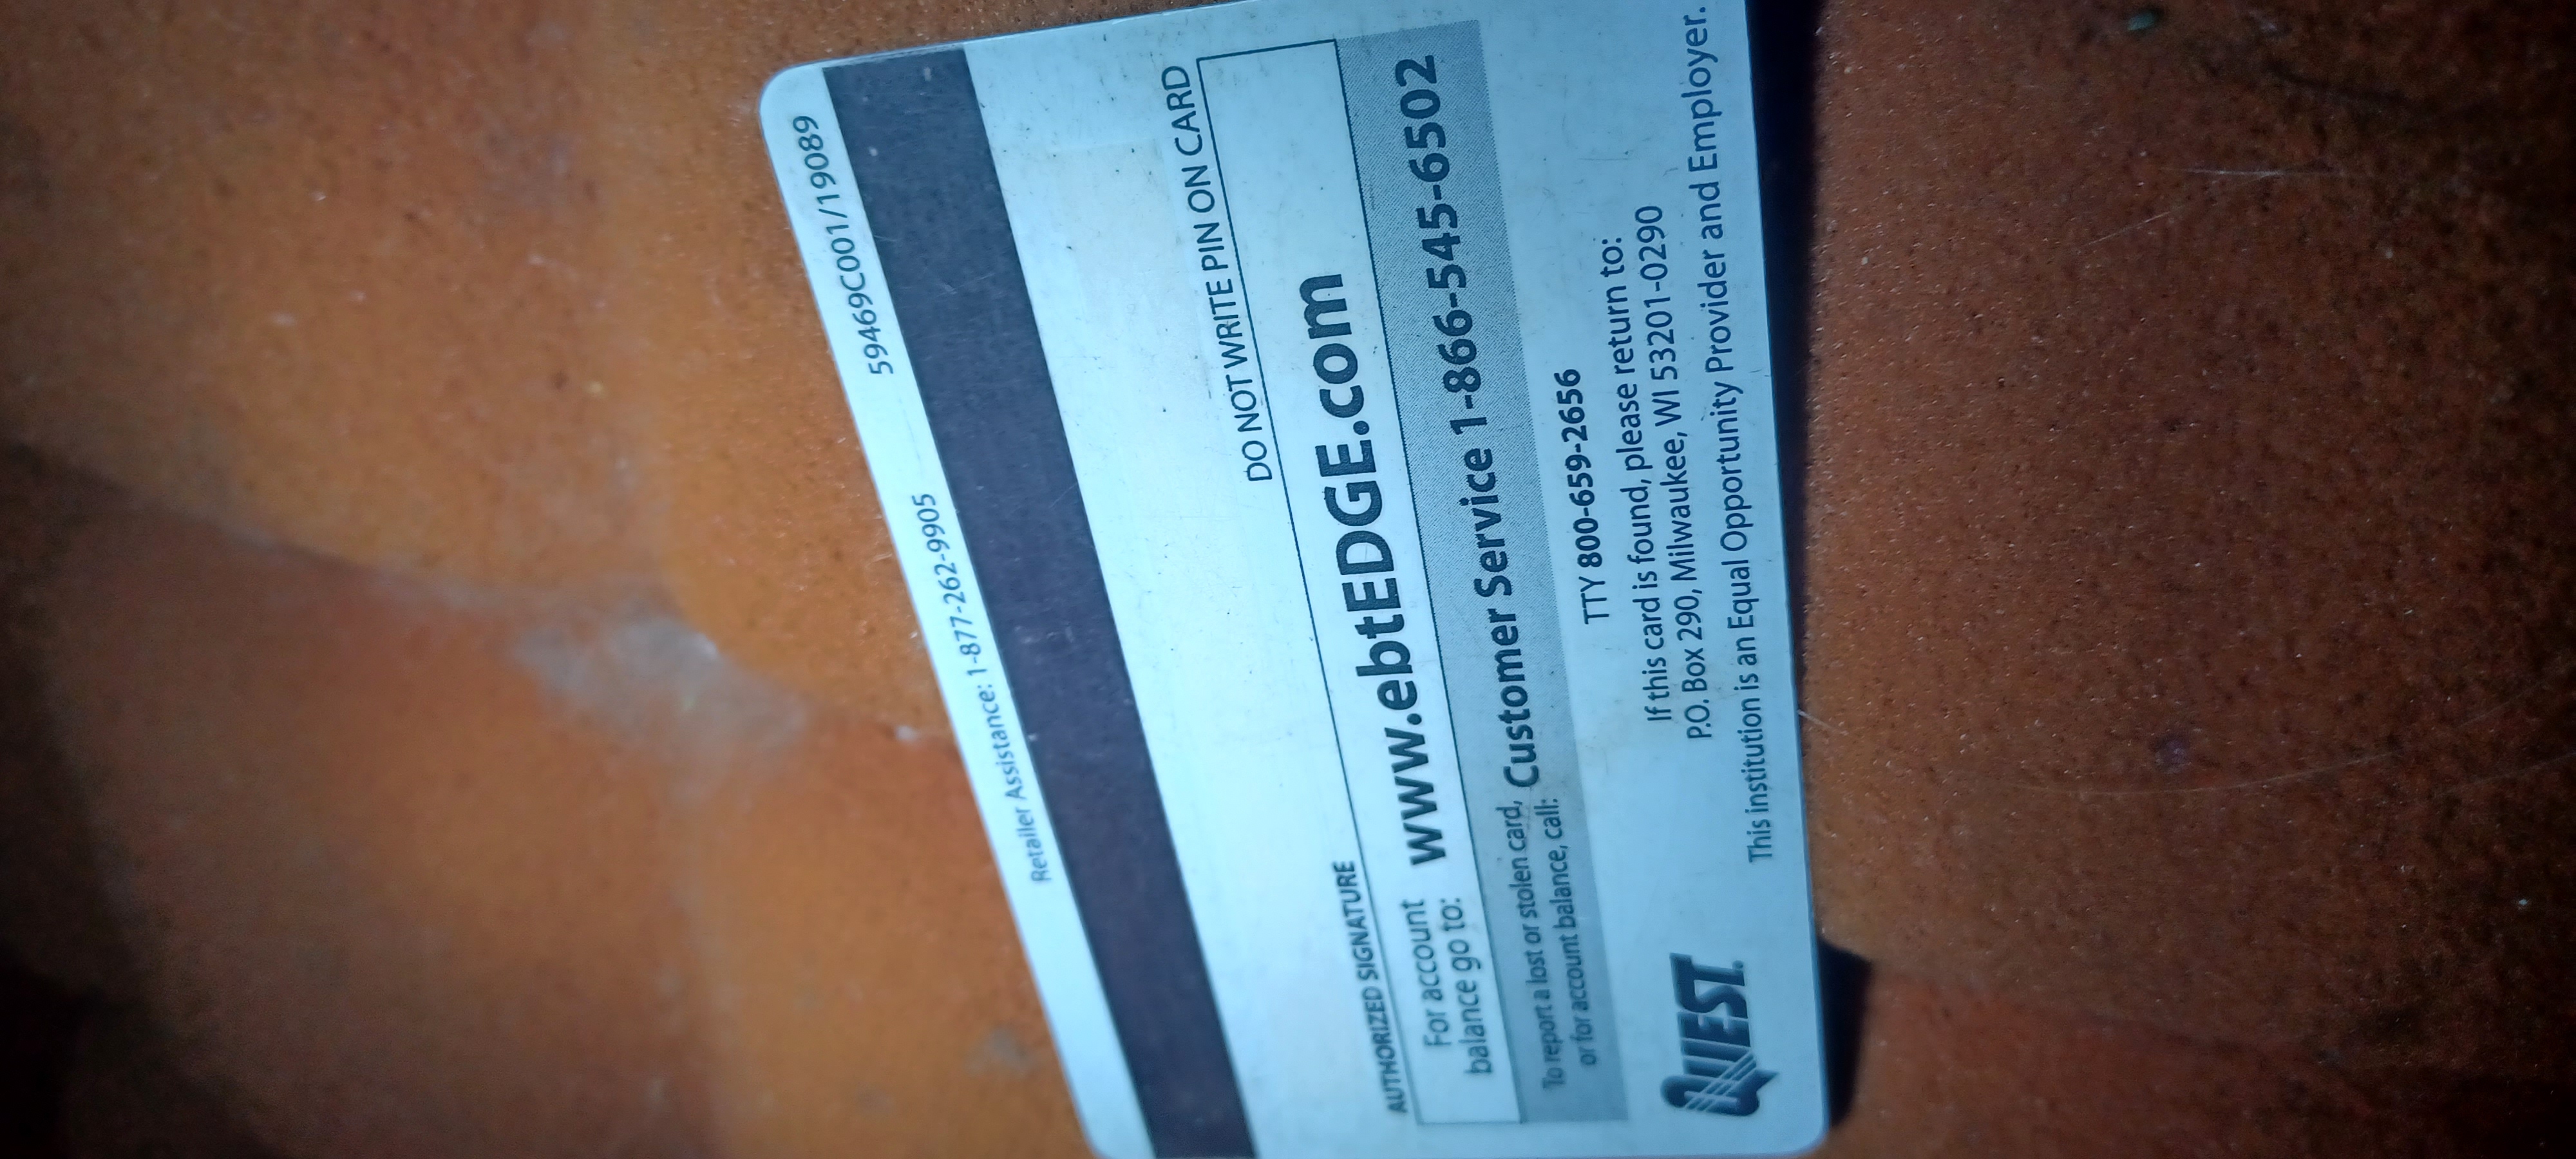 Retailer Assistance: 1-877-262-9905 59469C001/19089
DO NOT WRITE PIN ON CARD
AUTHORIZED SIGNATURE
For account
balance go to:
www.ebtEDGE.com
To report a lost or stolen card,
or for account balance, call:
Customer Service 1-866-545-6502
TTY 800-659-2656
If this card is found, please return to:
P.O. Box 290, Milwaukee, WI 53201-0290
This institution is an Equal Opportunity Provider and Employer.
QUEST.